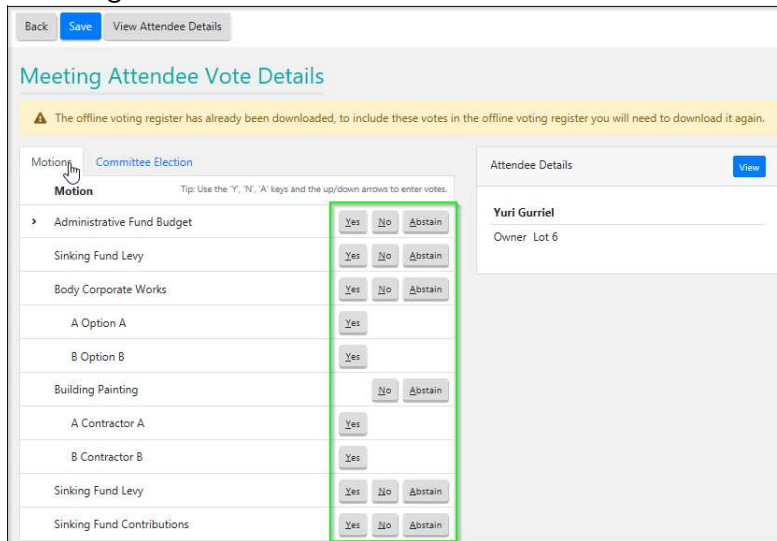 Back Save View Attendee Details
Meeting Attendee Vote Details
The offline voting register has already been downloaded, to include these votes in the offline voting register you will need to download it again.
Motions Committee Election
Motion Tip: Use the 'Y', 'N', 'A' keys and the up/down arrows to enter votes.
Administrative Fund Budget Yes No Abstain
Sinking Fund Levy Yes No Abstain
Body Corporate Works Yes No Abstain
A Option A Yes
B Option B Yes
Building Painting No Abstain
A Contractor A Yes
B Contractor B Yes
Sinking Fund Levy Yes No Abstain
Sinking Fund Contributions Yes No Abstain
Attendee Details View
Yuri Gurriel
Owner Lot 6